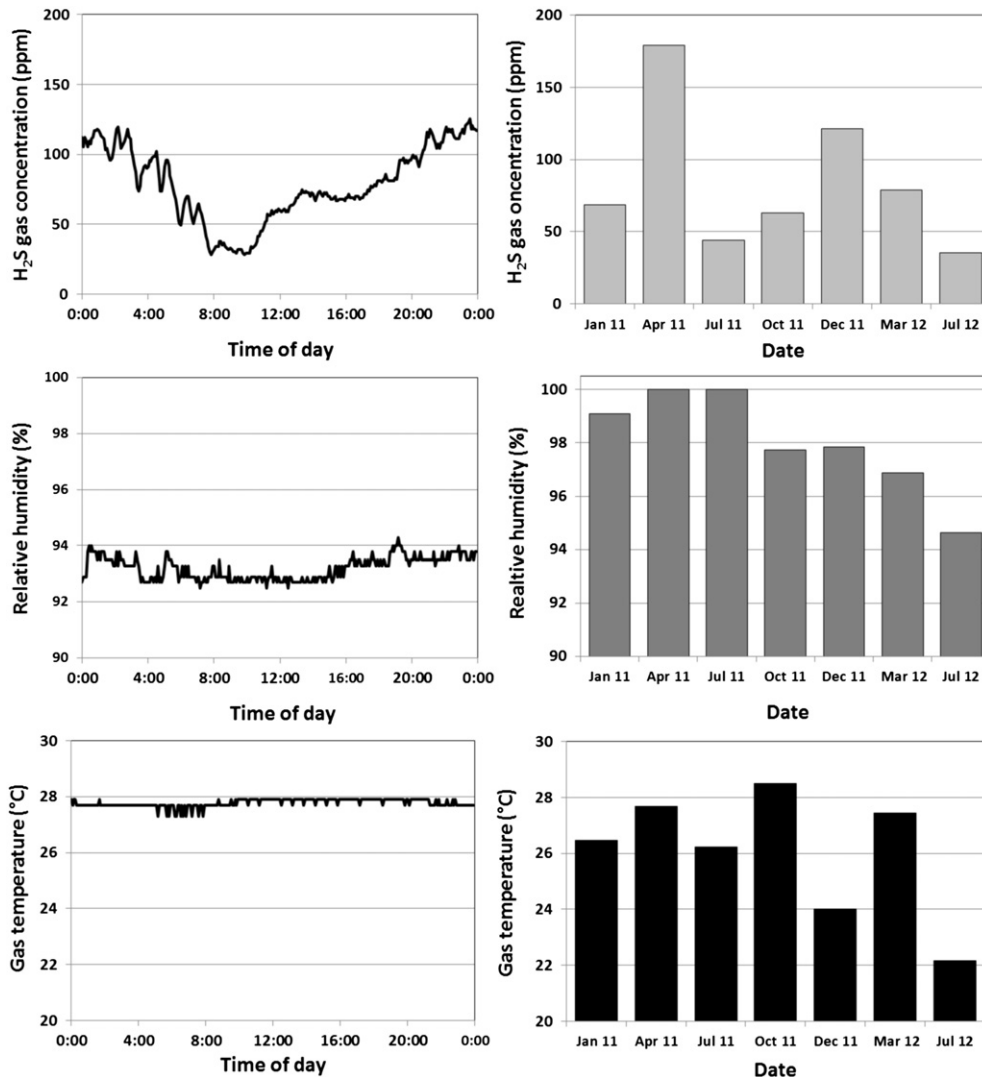 H₂S gas concentration (ppm)
200
150
100
50
0
0:00 4:00 8:00 12:00 16:00 20:00 0:00
Time of day
H₂S gas oncentration (ppm)
200
150
100
50
0
Jan 11 Apr 11 Jul 11 Oct 11 Dec 11 Mar 12 Jul 12
Date
Relative humidity (%)
100
98
96
94
92
90
0:00 4:00 8:00 12:00 16:00 20:00 0:00
Time of day
Realtive humidity (%)
100
98
96
94
92
90
Jan 11 Apr 11 Jul 11 Oct 11 Dec 11 Mar 12 Jul 12
Date
Gas temperature (°C)
30
28
26
24
22
20
0:00 4:00 8:00 12:00 16:00 20:00 0:00
Time of day
Gas temperature (°C)
30
28
26
24
22
20
Jan 11 Apr 11 Jul 11 Oct 11 Dec 11 Mar 12 Jul 12
Date